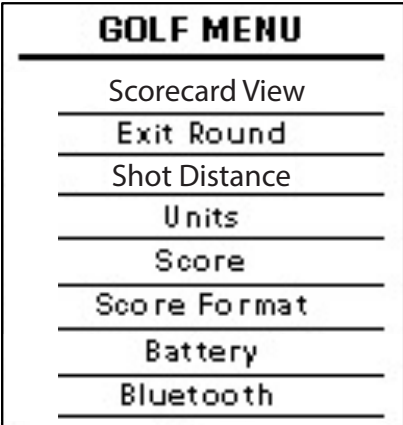 GOLF MENU
Scorecard View
Exit Round
Shot Distance
Units
Score
Score Format
Battery
Bluetooth